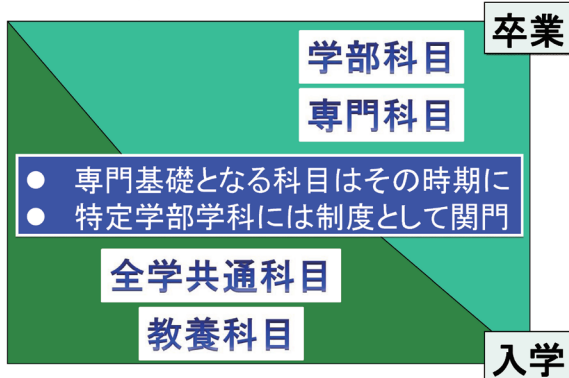 卒業
学部科目
専門科目
● 専門基礎となる科目はその時期に
● 特定学部学科には制度として関門
全学共通科目
教養科目
入学